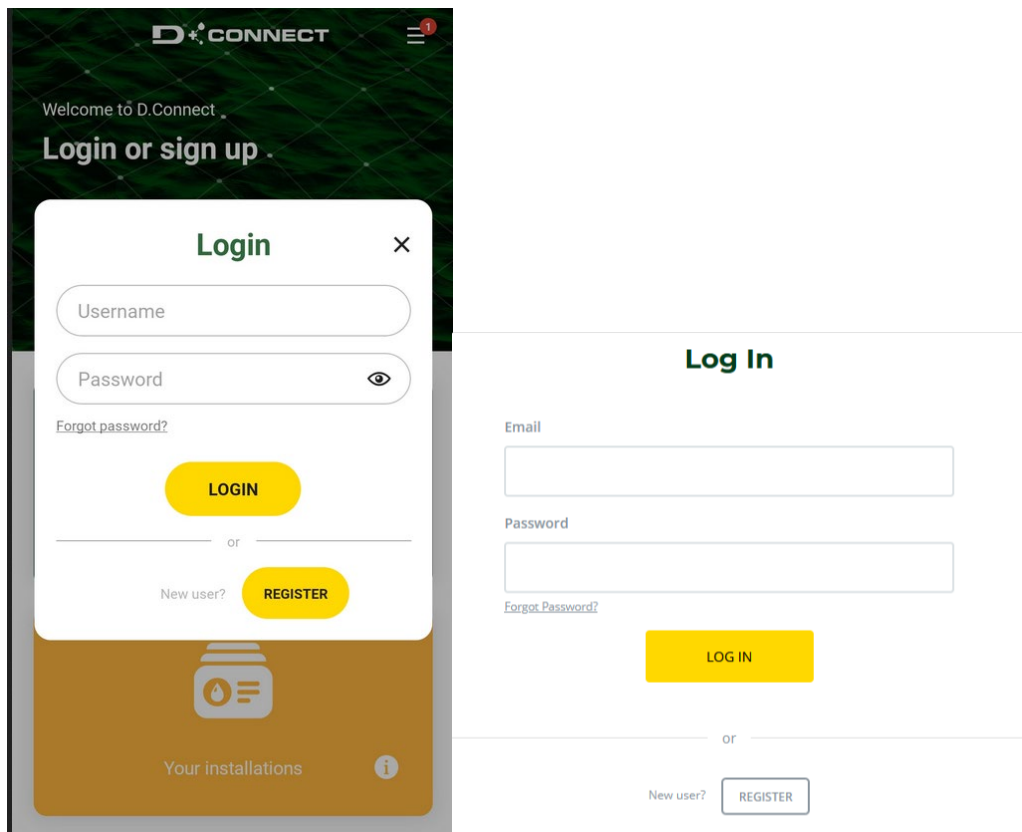 D+CONNECT
1
Welcome to D.Connect
Login or sign up
Login
Username
Password
Forgot password?
LOGIN
or
New user? REGISTER
Your installations
i
Log In
Email
Password
Forgot Password?
LOG IN
or
New user? REGISTER